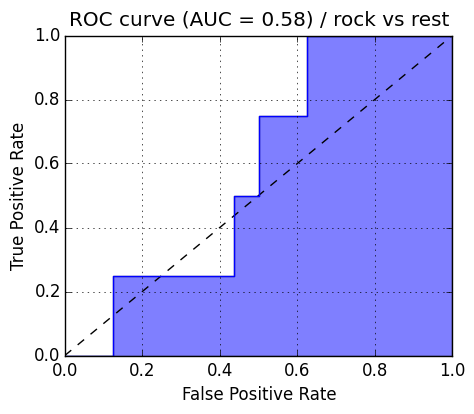 ROC curve (AUC = 0.58) / rock vs rest
1.0
0.8
0.6
0.4
0.2
0.0
True Positive Rate
0.0 0.2 0.4 0.6 0.8 1.0
False Positive Rate